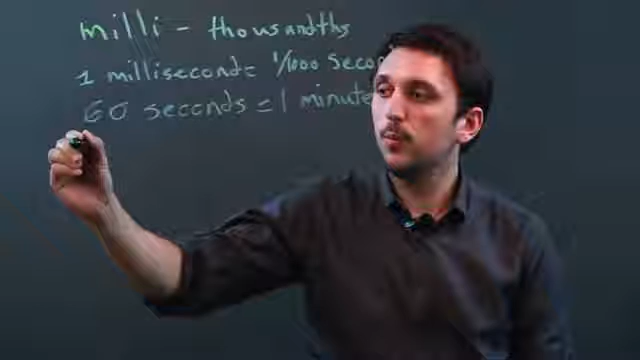 milli - thousandths
1 millisecond = 1/1000
60 seconds = 1 minute